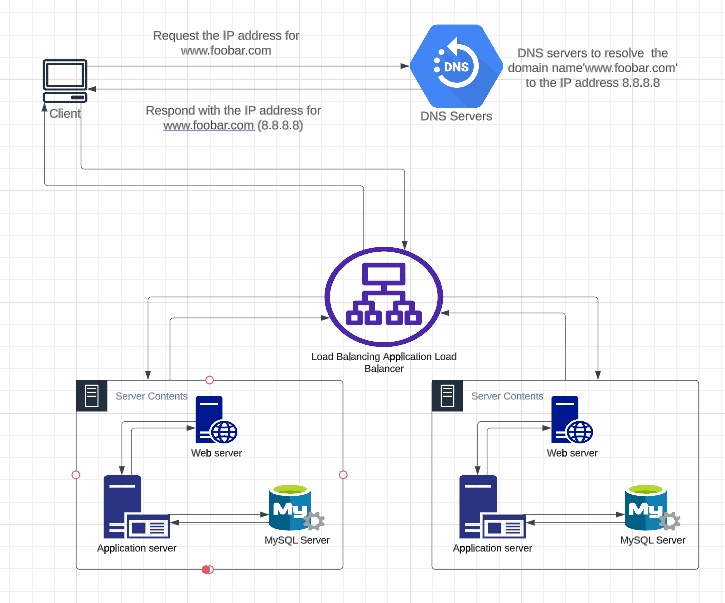 Request the IP address for
www.foobar.com
DNS
DNS servers to resolve the
domain name'www.foobar.com'
to the IP address 8.8.8.8
Client
Respond with the IP address for
www.foobar.com (8.8.8.8)
DNS Servers
Load Balancing Application Load
Balancer
Server Contents
Web server
My
Application server
MySQL Server
Server Contents
Web server
My
Application server
MySQL Server